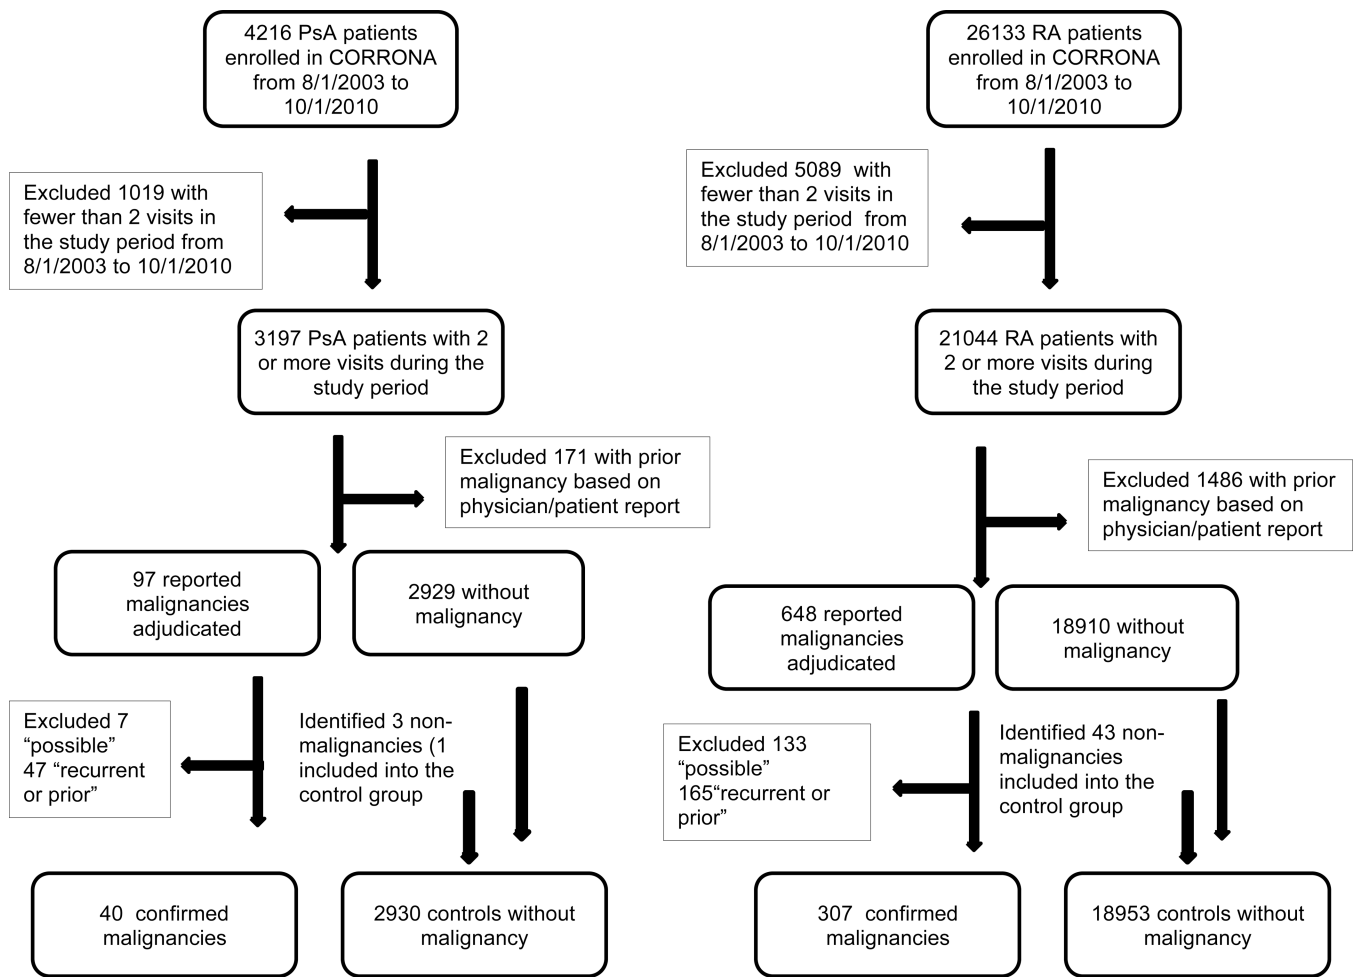 4216 PsA patients
enrolled in CORRONA
from 8/1/2003 to
10/1/2010
Excluded 1019 with
fewer than 2 visits in
the study period from
8/1/2003 to 10/1/2010
3197 PsA patients with 2
or more visits during the
study period
Excluded 171 with prior
malignancy based on
physician/patient report
97 reported
malignancies
adjudicated
2929 without
malignancy
Excluded 7
“possible”
47 “recurrent
or prior”
Identified 3 non-
malignancies (1
included into the
control group
40 confirmed
malignancies
2930 controls without
malignancy
26133 RA patients
enrolled in CORRONA
from 8/1/2003 to
10/1/2010
Excluded 5089 with
fewer than 2 visits in
the study period from
8/1/2003 to 10/1/2010
21044 RA patients with
2 or more visits during
the study period
Excluded 1486 with prior
malignancy based on
physician/patient report
648 reported
malignancies
adjudicated
18910 without
malignancy
Excluded 133
“possible”
165“recurrent or
prior”
Identified 43 non-
malignancies
included into the
control group
307 confirmed
malignancies
18953 controls without
malignancy